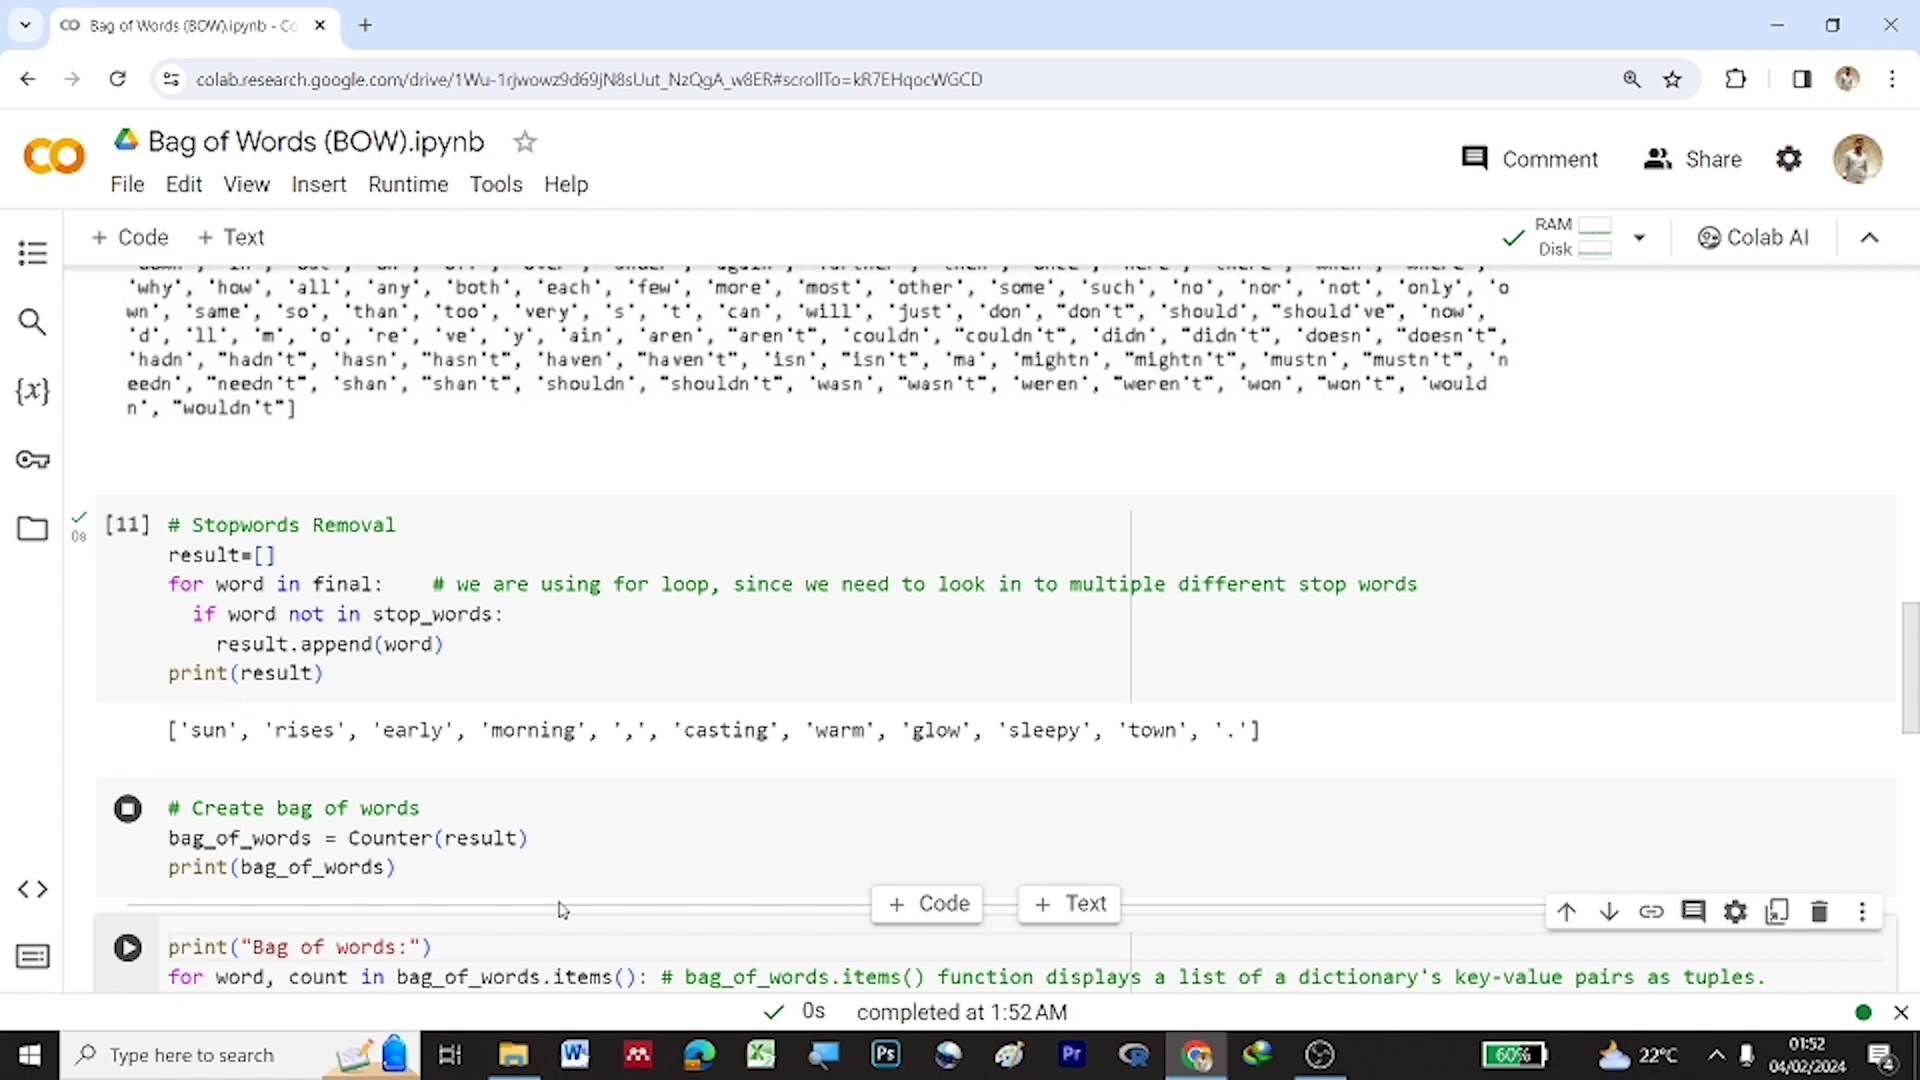 Bag of Words (BOW).ipynb - Co
colab.research.google.com/drive/1Wu-1rjwowz9d69jN8sUut_NzQgA_w8ER#scrollTo=kR7EHqocWGCD
Bag of Words (BOW).ipynb
Comment
Share
File Edit View Insert Runtime Tools Help
+ Code + Text
RAM
Disk
Colab AI
'why', 'how', 'all', 'any', 'both', 'each', 'few', 'more', 'most', 'other', 'some', 'such', 'no', 'nor', 'not', 'only', 'o
wn', 'same', 'so', 'than', 'too', 'very', 's', 't', 'can', 'will', 'just', 'don', "don't", 'should', "should've", 'now',
'd', 'll', 'm', 'o', 're', 've', 'y', 'ain', 'aren', "aren't", 'couldn', "couldn't", 'didn', "didn't", 'doesn', "doesn't",
'hadn', "hadn't", 'hasn', "hasn't", 'haven', "haven't", 'isn', "isn't", 'ma', 'mightn', "mightn't", 'mustn', "mustn't", 'n
eedn', "needn't", 'shan', "shan't", 'shouldn', "shouldn't", 'wasn', "wasn't", 'weren', "weren't", 'won', "won't", 'would
n', "wouldn't"]
0s
[11] # Stopwords Removal
result=[]
for word in final:    # we are using for loop, since we need to look in to multiple different stop words
  if word not in stop_words:
    result.append(word)
print(result)
['sun', 'rises', 'early', 'morning', ',', 'casting', 'warm', 'glow', 'sleepy', 'town', '.']
# Create bag of words
bag_of_words = Counter(result)
print(bag_of_words)
+ Code + Text
print("Bag of words:")
for word, count in bag_of_words.items(): # bag_of_words.items() function displays a list of a dictionary's key-value pairs as tuples.
0s completed at 1:52 AM
Type here to search
60%
22°C
01:52
04/02/2024
4